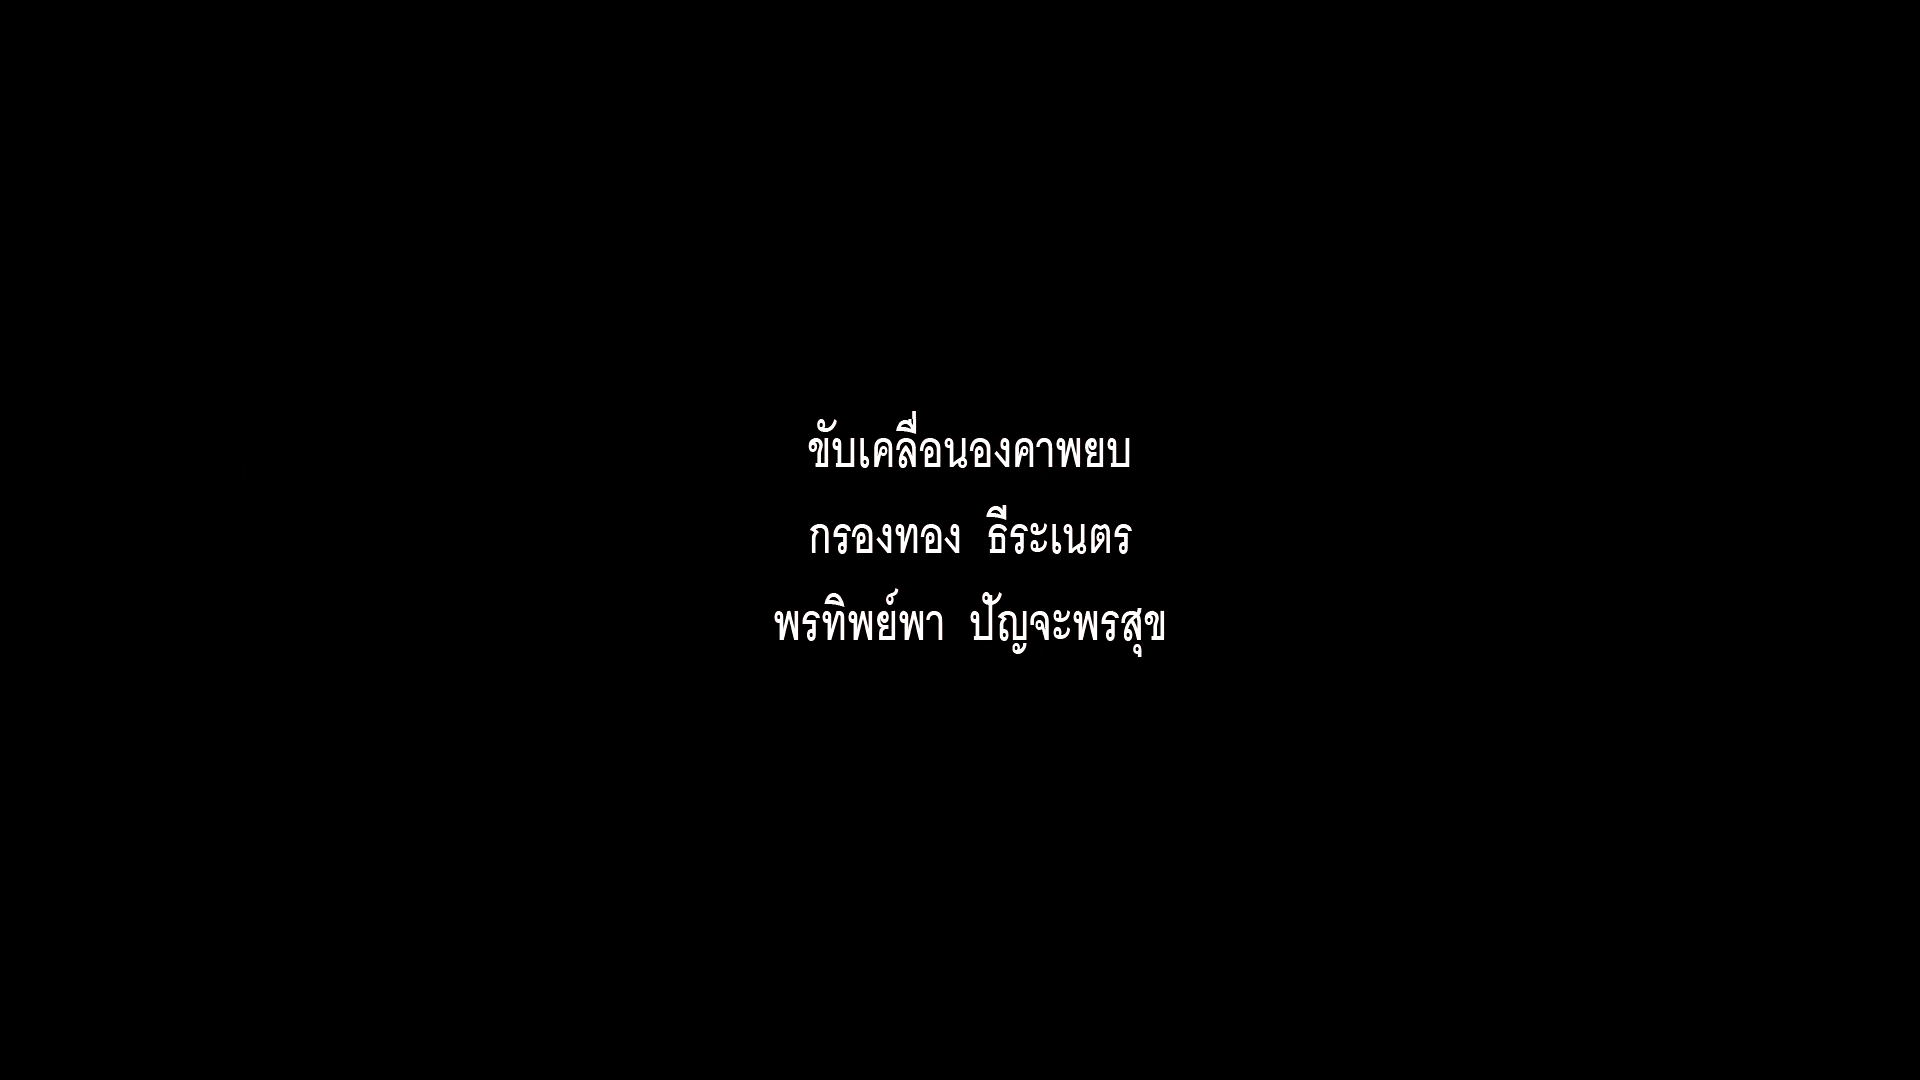 ขับเคลื่อนองคาพยบ
กรองทอง ธีระเนตร
พรทิพย์พา ปัญจะพรสุข